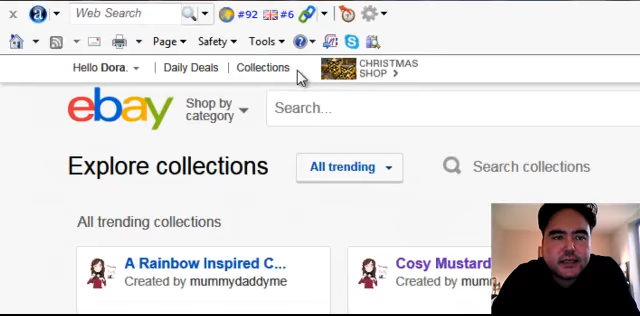 x a Web Search #92 #6
Page Safety Tools
Hello Dora. Daily Deals Collections CHRISTMAS
SHOP
ebay Shop by
category Search...
Explore collections All trending Search collections
All trending collections
A Rainbow Inspired C... Cosy Mustard
Created by mummydaddyme Created by mum